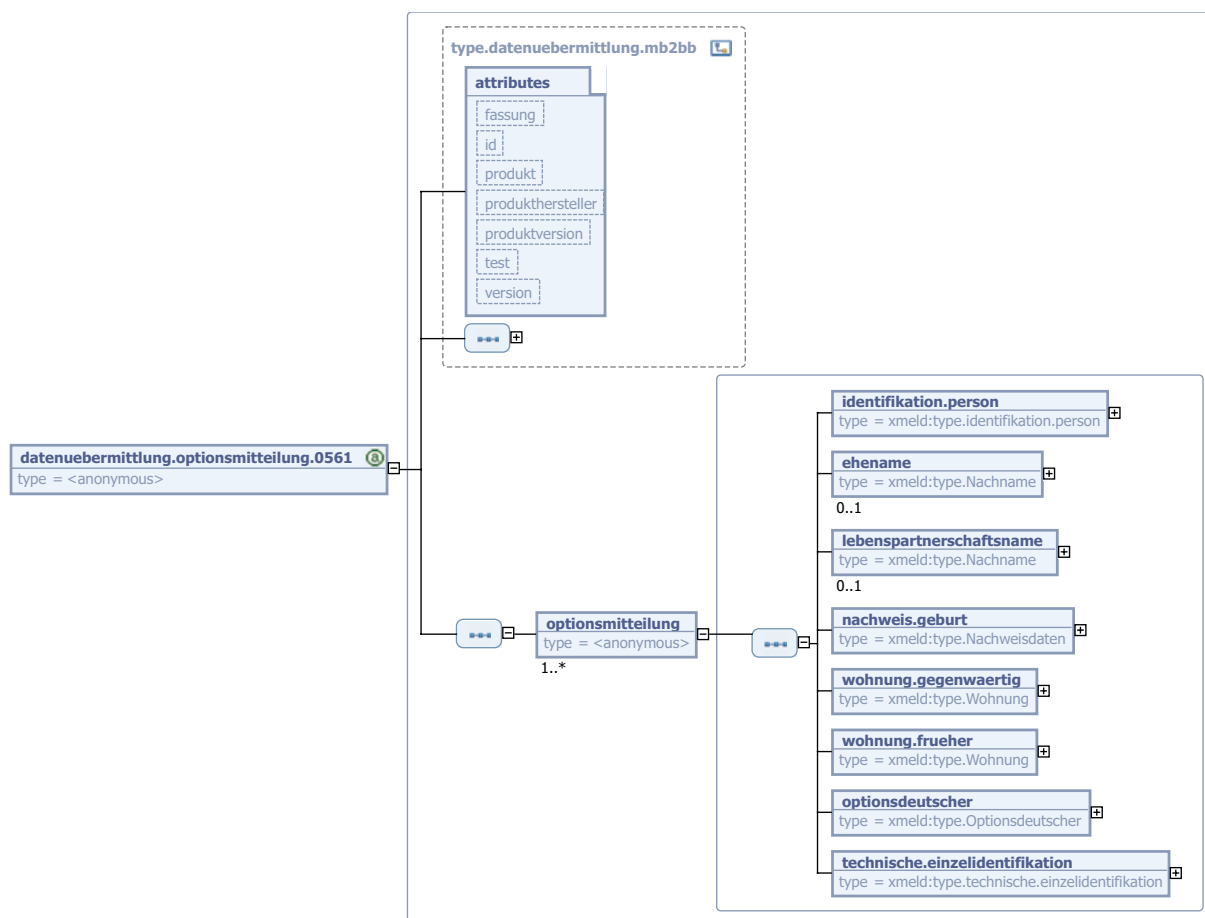 type.datenuebermittlung.mb2bb
attributes
fassung
id
produkt
produkthersteller
produktversion
test
version
datenuebermittlung.optionsmitteilung.0561
type = <anonymous>
optionsmitteilung
type = <anonymous>
1..*
identifikation.person
type = xmeld:type.identifikation.person
ehename
type = xmeld:type.Nachname
0..1
lebenspartnerschaftsname
type = xmeld:type.Nachname
0..1
nachweis.geburt
type = xmeld:type.Nachweisdaten
wohnung.gegenwaertig
type = xmeld:type.Wohnung
wohnung.frueher
type = xmeld:type.Wohnung
optionsdeutscher
type = xmeld:type.Optionsdeutscher
technische.einzelidentifikation
type = xmeld:type.technische.einzelidentifikation